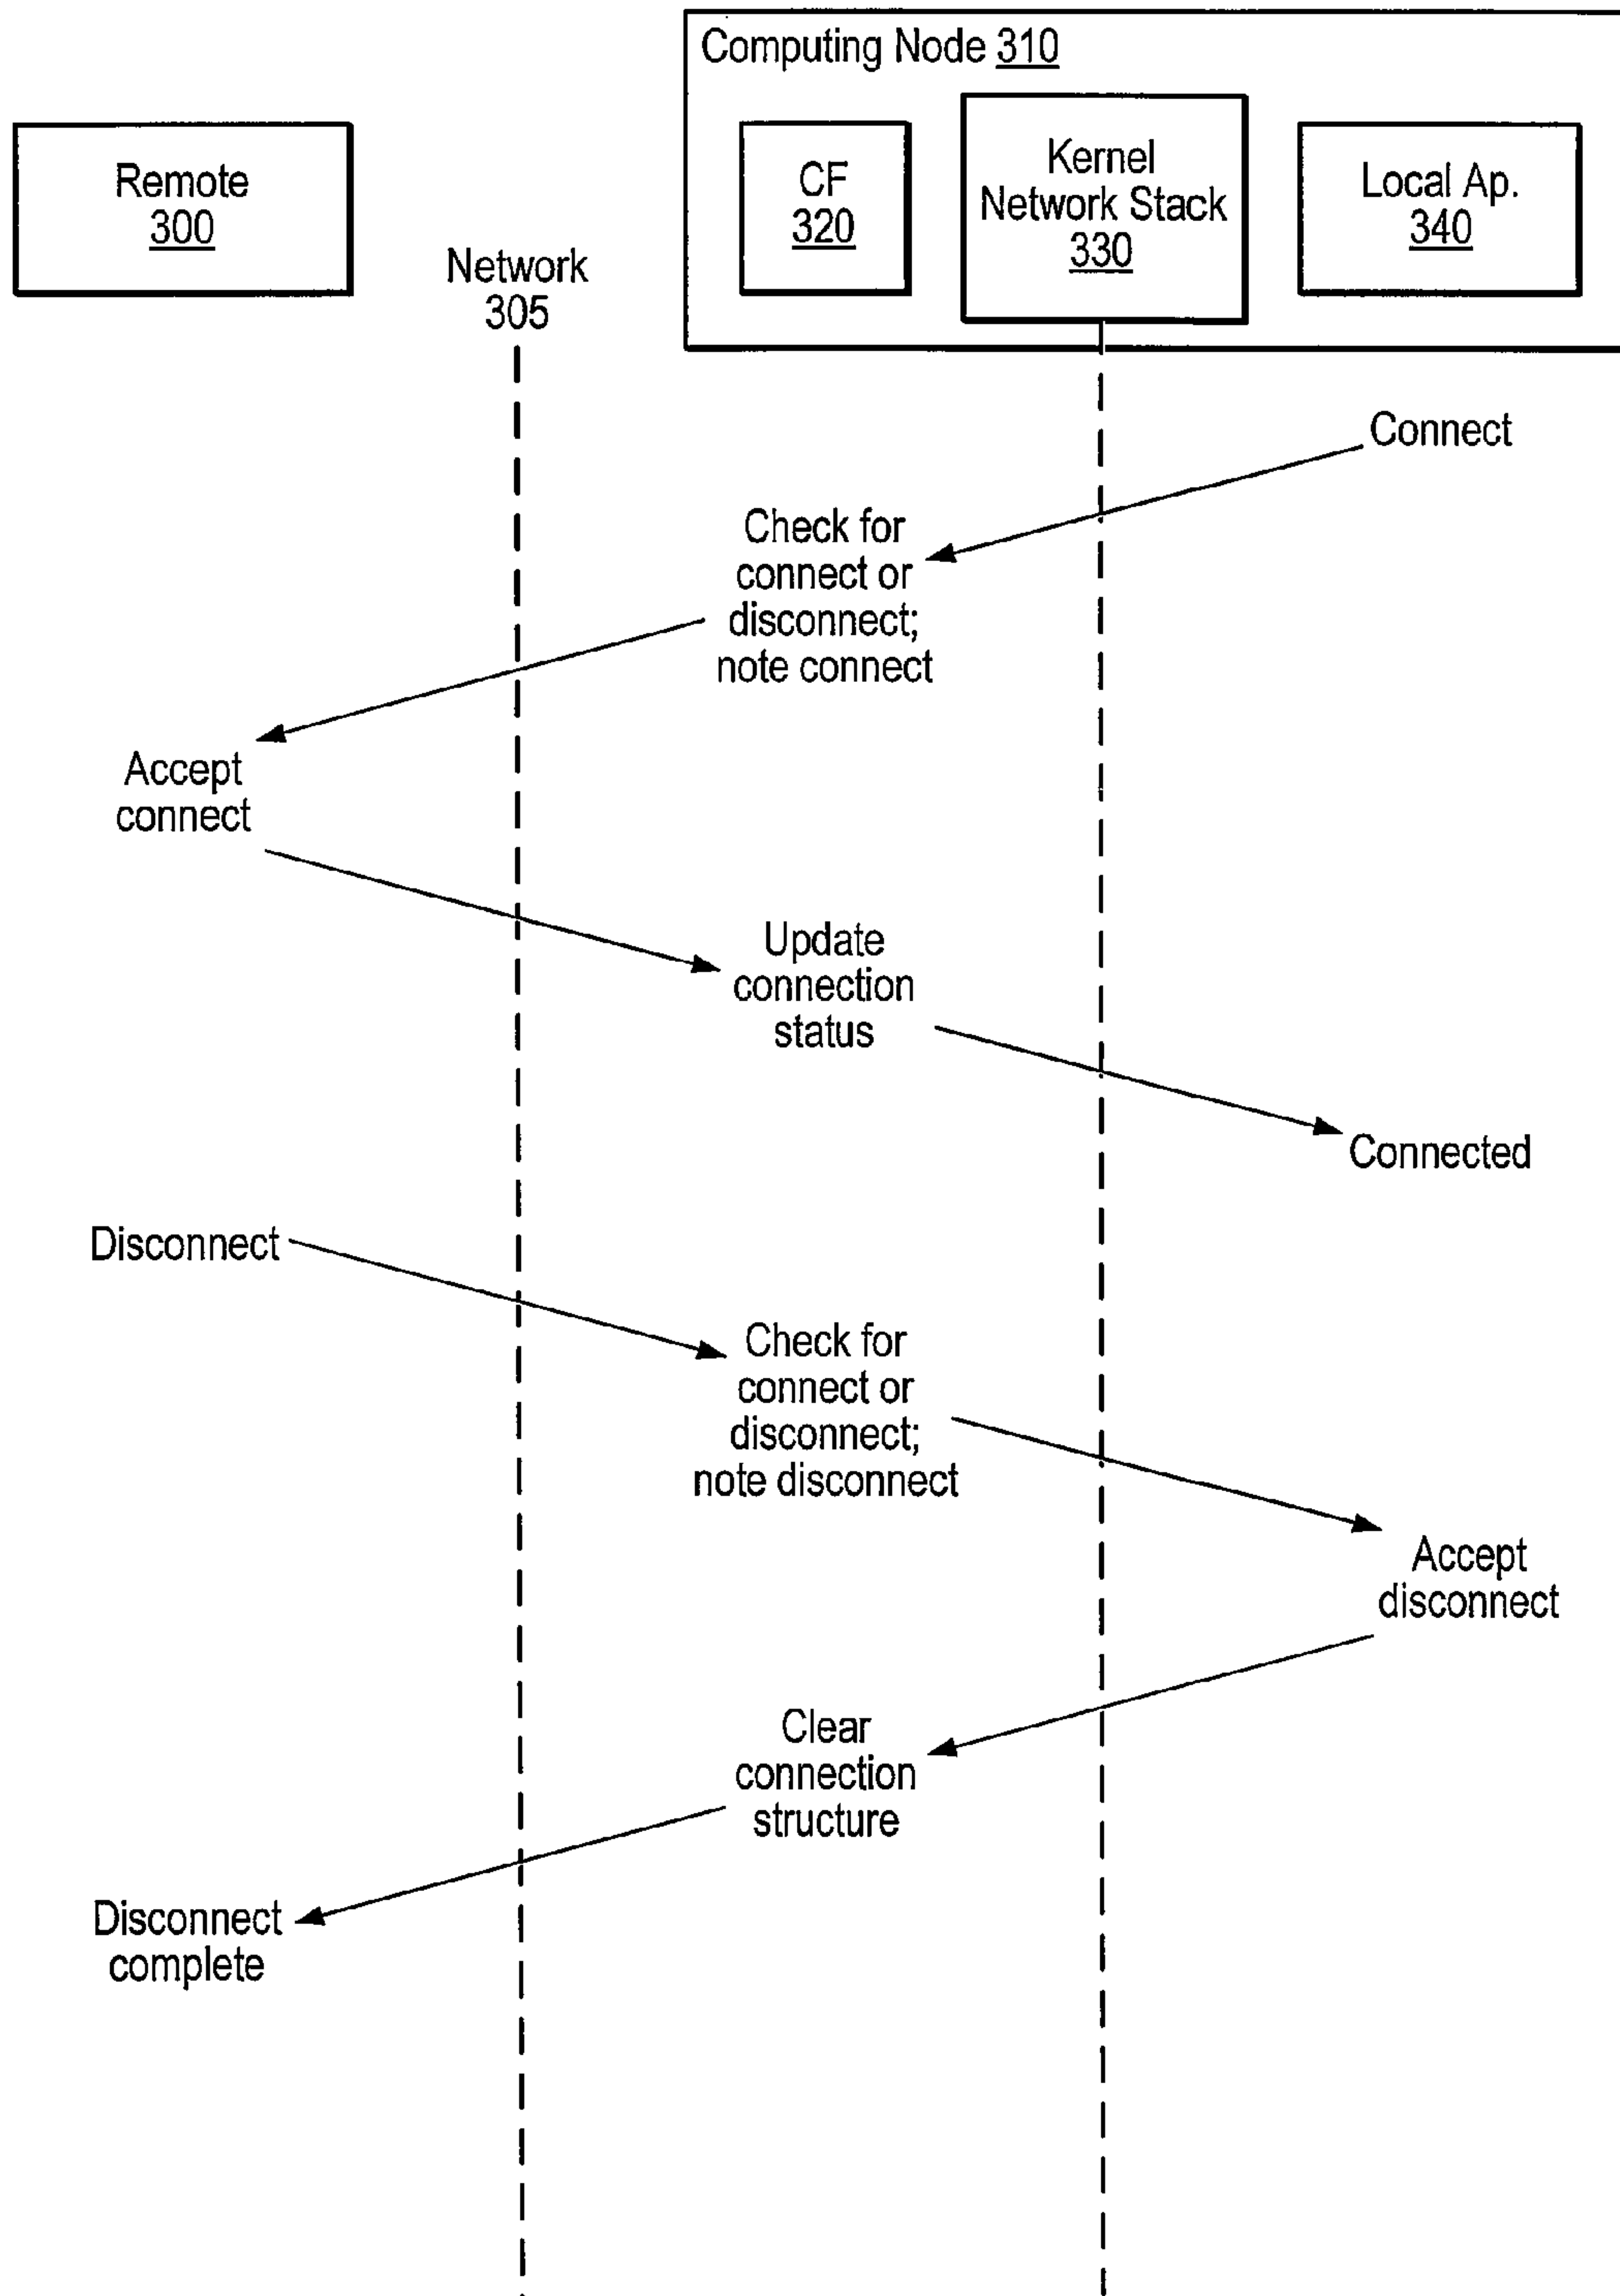 Computing Node 310
Remote
300
Network
305
CF
320
Kernel
Network Stack
330
Local Ap.
340
Connect
Check for
connect or
disconnect;
note connect
Accept
connect
Update
connection
status
Connected
Disconnect
Check for
connect or
disconnect;
note disconnect
Accept
disconnect
Clear
connection
structure
Disconnect
complete